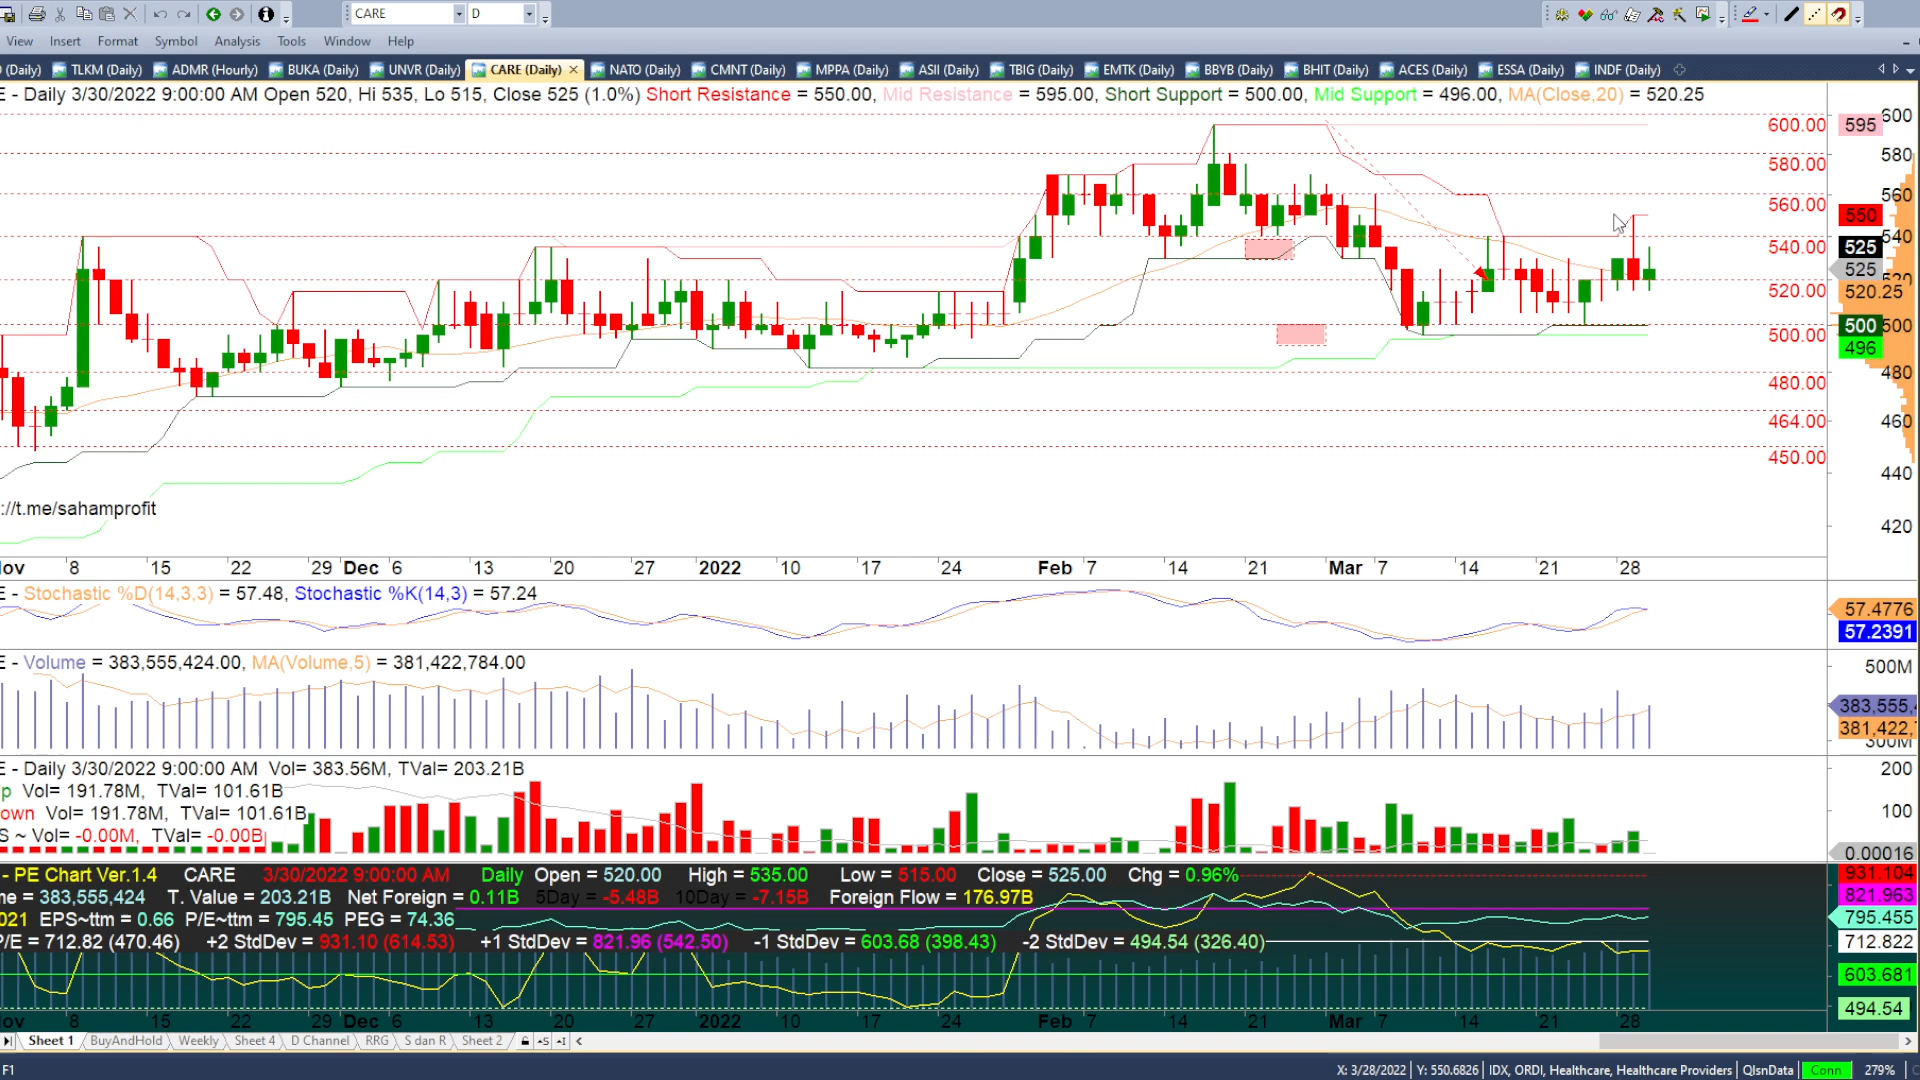 CARE D
View Insert Format Symbol Analysis Tools Window Help
(Daily) TLKM (Daily) ADMR (Hourly) BUKA (Daily) UNVR (Daily) CARE (Daily) NATO (Daily) CMNT (Daily) MPPA (Daily) ASII (Daily) TBIG (Daily) EMTK (Daily) BBYB (Daily) BHIT (Daily) ACES (Daily) ESSA (Daily) INDF (Daily)
E - Daily 3/30/2022 9:00:00 AM Open 520, Hi 535, Lo 515, Close 525 (1.0%) Short Resistance = 550.00, Mid Resistance = 595.00, Short Support = 500.00, Mid Support = 496.00, MA(Close,20) = 520.25
600.00 595 600
580.00 580
560.00 560
550
540.00 525 540
525 520
520.00 520.25
500.00 500 500
496
480.00 480
464.00 460
450.00
440
420
://t.me/sahamprofit
ov 8 15 22 29 Dec 6 13 20 27 2022 10 17 24 Feb 7 14 21 Mar 7 14 21 28
E - Stochastic %D(14,3,3) = 57.48, Stochastic %K(14,3) = 57.24
57.4776
57.2391
E - Volume = 383,555,424.00, MA(Volume,5) = 381,422,784.00
500M
383,555,
381,422,
300M
E - Daily 3/30/2022 9:00:00 AM Vol= 383.56M, TVal= 203.21B
p Vol= 191.78M, TVal= 101.61B
own Vol= 191.78M, TVal= 101.61B
S ~ Vol= -0.00M, TVal= -0.00B
200
100
0.00016
- PE Chart Ver.1.4 CARE 3/30/2022 9:00:00 AM Daily Open = 520.00 High = 535.00 Low = 515.00 Close = 525.00 Chg = 0.96%
me = 383,555,424 T. Value = 203.21B Net Foreign = 0.11B 5Day = -5.48B 10Day = -7.15B Foreign Flow = 176.97B
021 EPS~ttm = 0.66 P/E~ttm = 795.45 PEG = 74.36
P/E = 712.82 (470.46) +2 StdDev = 931.10 (614.53) +1 StdDev = 821.96 (542.50) -1 StdDev = 603.68 (398.43) -2 StdDev = 494.54 (326.40)
931.104
821.963
795.455
712.822
603.681
494.54
ov 8 15 22 29 Dec 6 13 20 27 2022 10 17 24 Feb 7 14 21 Mar 7 14 21 28
Sheet 1 BuyAndHold Weekly Sheet 4 D Channel RRG S dan R Sheet 2
F1 X: 3/28/2022 Y: 550.6826 IDX, ORDI, Healthcare, Healthcare Providers QlsnData Conn 279%